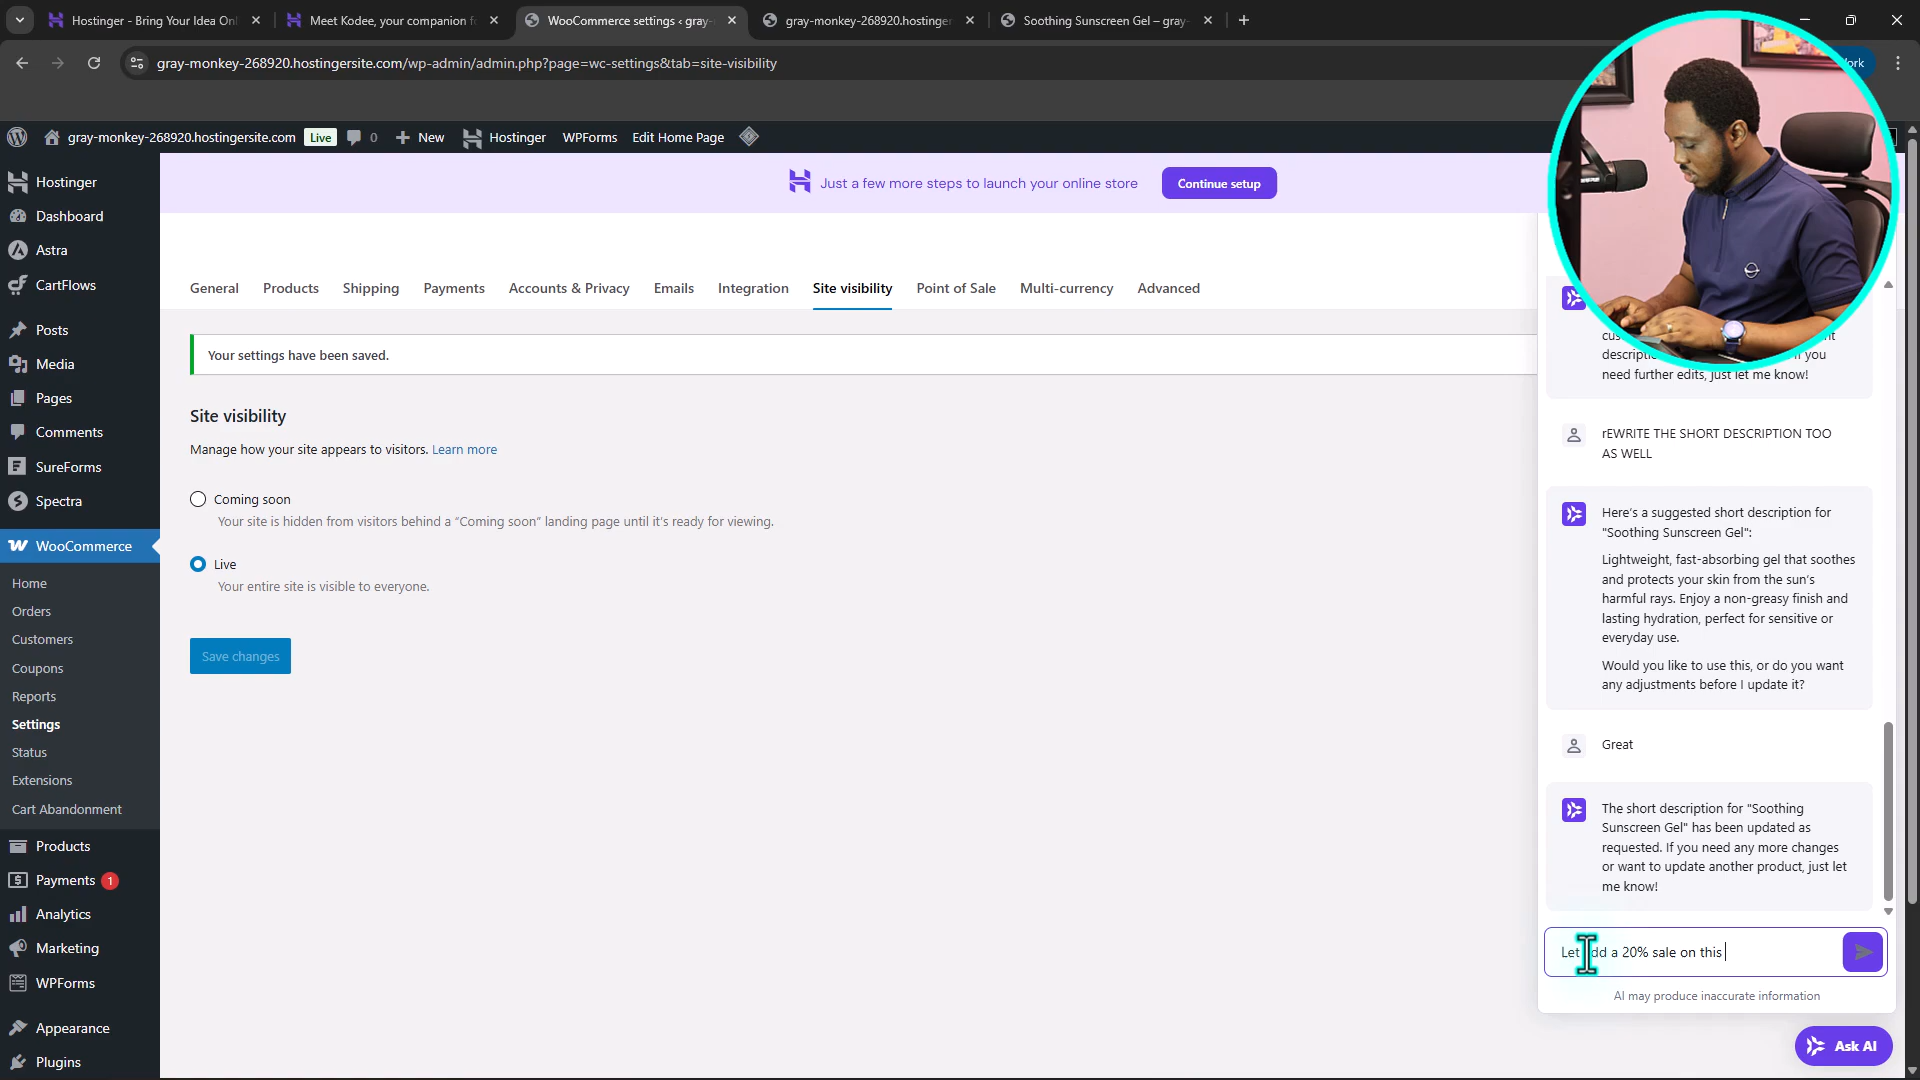 Hostinger - Bring Your Idea Onl
Meet Kodee, your companion f
WooCommerce settings ‹ gray-
gray-monkey-268920.hostinger
Soothing Sunscreen Gel – gray-
gray-monkey-268920.hostingersite.com/wp-admin/admin.php?page=wc-settings&tab=site-visibility
ork
gray-monkey-268920.hostingersite.com
Live
0
New
Hostinger
WPForms
Edit Home Page
Just a few more steps to launch your online store
Continue setup
Hostinger
Dashboard
Astra
CartFlows
Posts
Media
Pages
Comments
SureForms
Spectra
WooCommerce
Home
Orders
Customers
Coupons
Reports
Settings
Status
Extensions
Cart Abandonment
Products
Payments 1
Analytics
Marketing
WPForms
Appearance
Plugins
General
Products
Shipping
Payments
Accounts & Privacy
Emails
Integration
Site visibility
Point of Sale
Multi-currency
Advanced
Your settings have been saved.
Site visibility
Manage how your site appears to visitors. Learn more
Coming soon
Your site is hidden from visitors behind a “Coming soon” landing page until it's ready for viewing.
Live
Your entire site is visible to everyone.
Save changes
need further edits, just let me know!
rEWRITE THE SHORT DESCRIPTION TOO
AS WELL
Here's a suggested short description for
"Soothing Sunscreen Gel":
Lightweight, fast-absorbing gel that soothes
and protects your skin from the sun's
harmful rays. Enjoy a non-greasy finish and
lasting hydration, perfect for sensitive or
everyday use.
Would you like to use this, or do you want
any adjustments before I update it?
Great
The short description for "Soothing
Sunscreen Gel" has been updated as
requested. If you need any more changes
or want to update another product, just let
me know!
Let dd a 20% sale on this
AI may produce inaccurate information
Ask AI